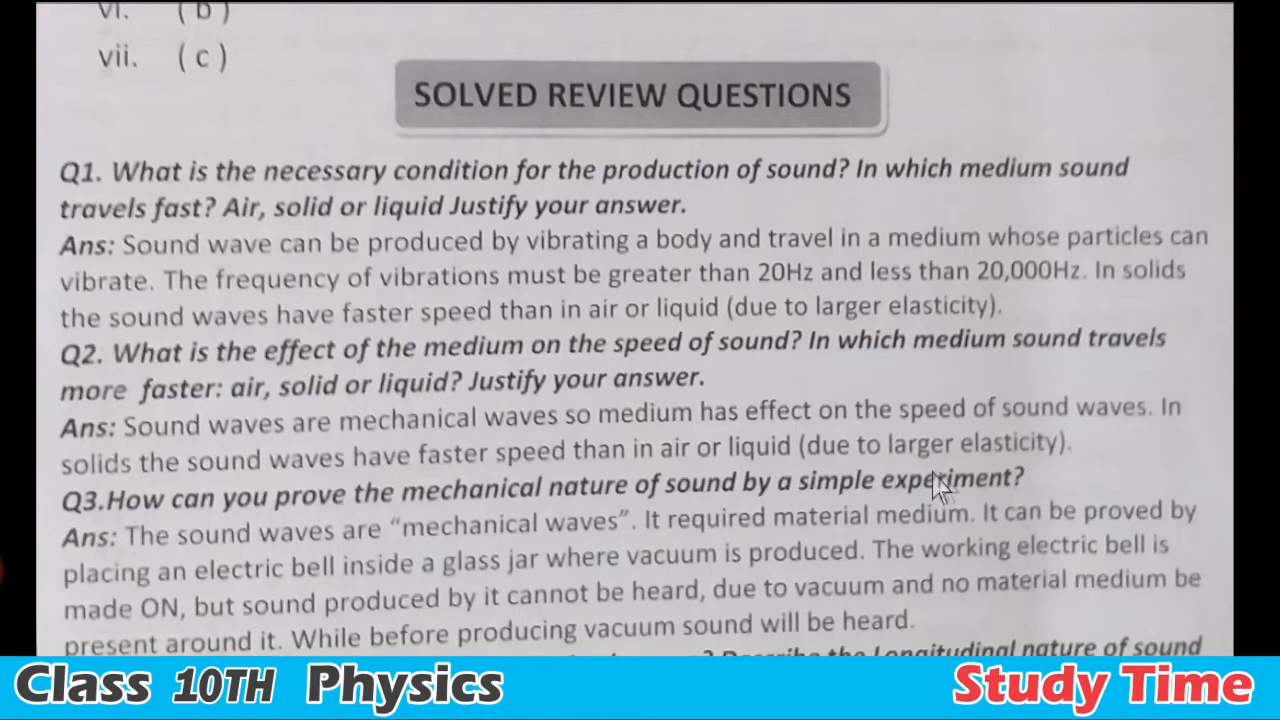 vi. ( b )
vii. ( c )
SOLVED REVIEW QUESTIONS
Q1. What is the necessary condition for the production of sound? In which medium sound
travels fast? Air, solid or liquid Justify your answer.
Ans: Sound wave can be produced by vibrating a body and travel in a medium whose particles can
vibrate. The frequency of vibrations must be greater than 20Hz and less than 20,000Hz. In solids
the sound waves have faster speed than in air or liquid (due to larger elasticity).
Q2. What is the effect of the medium on the speed of sound? In which medium sound travels
more faster: air, solid or liquid? Justify your answer.
Ans: Sound waves are mechanical waves so medium has effect on the speed of sound waves. In
solids the sound waves have faster speed than in air or liquid (due to larger elasticity).
Q3.How can you prove the mechanical nature of sound by a simple experiment?
Ans: The sound waves are “mechanical waves”. It required material medium. It can be proved by
placing an electric bell inside a glass jar where vacuum is produced. The working electric bell is
made ON, but sound produced by it cannot be heard, due to vacuum and no material medium be
present around it. While before producing vacuum sound will be heard.
? Describe the Longitudinal nature of sound
Class 10TH Physics
Study Time